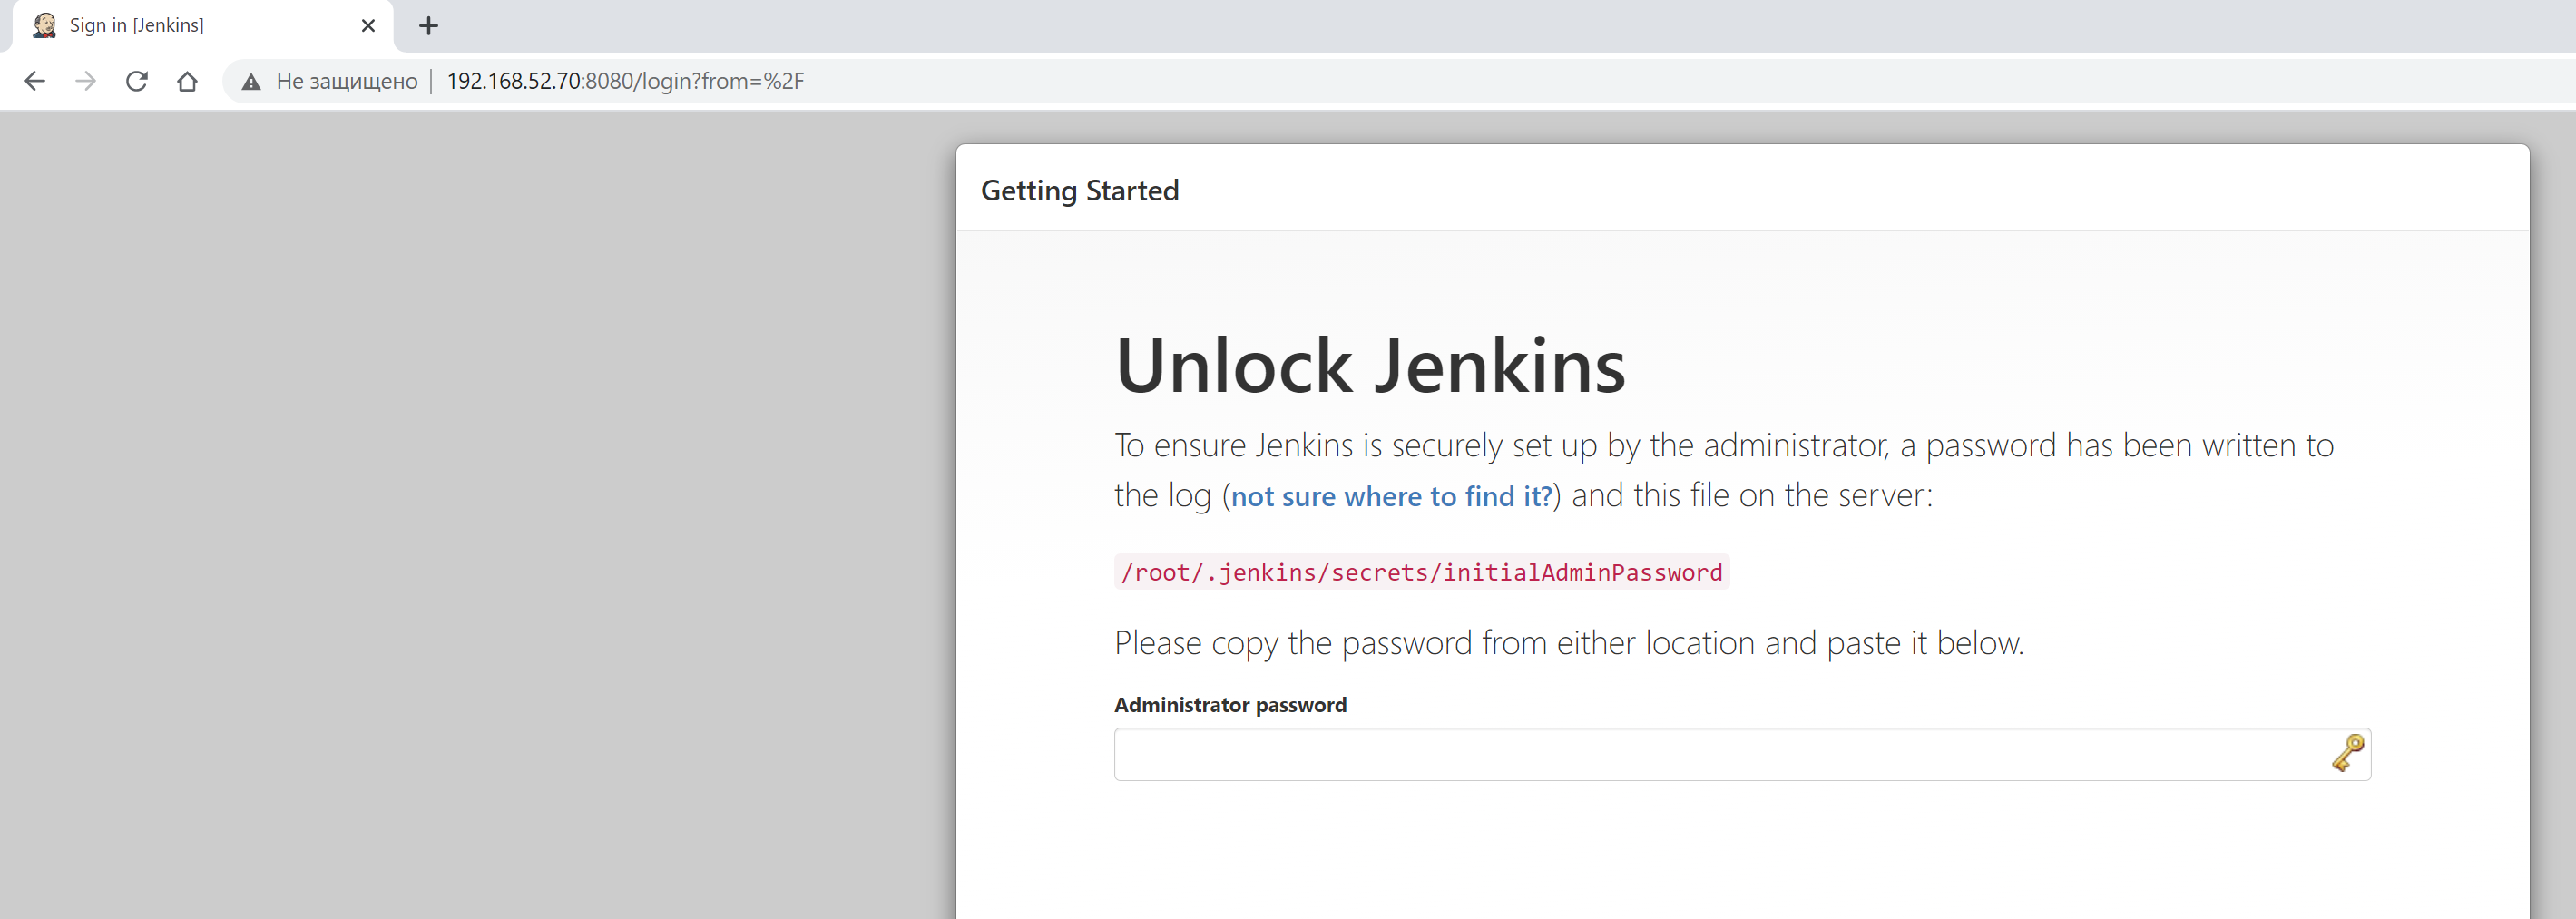 Sign in [Jenkins]
Не защищено 192.168.52.70:8080/login?from=%2F
Getting Started
Unlock Jenkins
To ensure Jenkins is securely set up by the administrator, a password has been written to
the log (not sure where to find it?) and this file on the server:
/root/.jenkins/secrets/initialAdminPassword
Please copy the password from either location and paste it below.
Administrator password